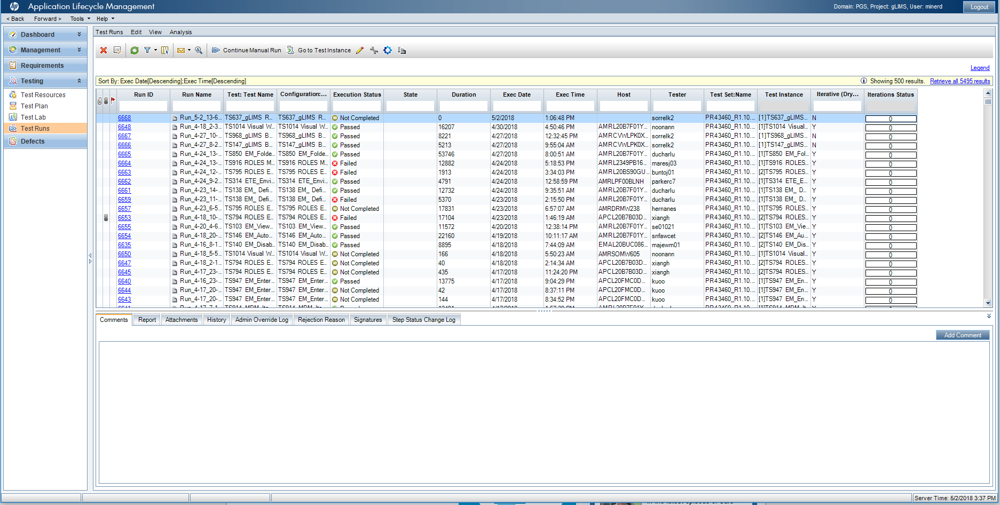 hp Application Lifecycle Management
Domain: PGS, Project: gLIMS, User: minerd
Logout
< Back Forward > Tools Help
Dashboard
Management
Requirements
Testing
Test Resources
Test Plan
Test Lab
Test Runs
Defects
Test Runs Edit View Analysis
Continue Manual Run Go to Test Instance
Legend
Sort By: Exec Date[Descending];Exec Time[Descending]
Showing 500 results. Retrieve all 5495 results
Run ID Run Name Test: Test Name Configuration:... Execution Status State Duration Exec Date Exec Time Host Tester Test Set:Name Test Instance Iterative (Dry... Iterations Status
6668 Run_5-2_13-6... TS637_gLIMS_R... TS637_gLIMS_R... Not Completed 0 5/2/2018 1:06:48 PM sorrelk2 PR43460_R1.10.... [1]TS637_gLIMS... N 0
6648 Run_4-18_2-3... TS1014 Visual W... TS1014 Visual W... Passed 16207 4/30/2018 4:50:46 PM AMRL20B7F01Y... noonann PR43460_R1.10.... [1]TS1014 Visual... Y 0
6667 Run_4-27_10-... TS968_gLIMS_B... TS968_gLIMS_B... Passed 8221 4/27/2018 12:32:45 PM AMRCVWLPK0X... sorrelk2 PR43460_R1.10.... [1]TS968_gLIMS... N 0
6666 Run_4-27_8-2... TS147_gLIMS_B... TS147_gLIMS_B... Passed 5213 4/27/2018 9:55:04 AM AMRCVWLPK0X... sorrelk2 PR43460_R1.10.... [1]TS147_gLIMS... N 0
6665 Run_4-24_13-... TS850 EM_Folde... TS850 EM_Folde... Passed 53746 4/27/2018 8:00:51 AM AMRL20B7F01Y... ducharlu PR43460_R1.10.... [1]TS850 EM_Fol... Y 0
6664 Run_4-24_13-... TS916 ROLES M... TS916 ROLES M... Failed 12882 4/24/2018 5:18:53 PM AMRL2349PB16... maresj03 PR43460_R1.10.... [1]TS916 ROLES... Y 0
6663 Run_4-24_12-... TS795 ROLES E... TS795 ROLES E... Failed 1913 4/24/2018 3:34:03 PM AMRL20BS90GU... buntoj01 PR43460_R1.10.... [2]TS795 ROLES... Y 0
6662 Run_4-24_9-2... TS314 ETE_Envi... TS314 ETE_Envi... Passed 4791 4/24/2018 12:58:59 PM AMRLPF00BLNH parkerc7 PR43460_R1.10.... [1]TS314 ETE_E... Y 0
6661 Run_4-23_14-... TS138 EM_ Defi... TS138 EM_ Defi... Passed 12732 4/24/2018 9:35:51 AM AMRL20B7F01Y... ducharlu PR43460_R1.10.... [1]TS138 EM_ D... Y 0
6659 Run_4-23_11-... TS138 EM_ Defi... TS138 EM_ Defi... Failed 5370 4/23/2018 2:15:50 PM AMRL20B7F01Y... ducharlu PR43460_R1.10.... [1]TS138 EM_ D... Y 0
6657 Run_4-23_6-5... TS795 ROLES E... TS795 ROLES E... Not Completed 17831 4/23/2018 6:57:07 AM AMRDRMW238 hernanes PR43460_R1.10.... [1]TS795 ROLES... Y 0
6653 Run_4-18_10-... TS794 ROLES E... TS794 ROLES E... Failed 17104 4/23/2018 1:46:19 AM APCL20B7B03D... xiangh PR43460_R1.10.... [2]TS794 ROLES... Y 0
6655 Run_4-20_4-6... TS103 EM_View... TS103 EM_View... Passed 11572 4/20/2018 12:38:14 PM AMRL20B7F01Y... se01021 PR43460_R1.10.... [1]TS103 EM_Vie... Y 0
6654 Run_4-18_20-... TS146 EM_Auto... TS146 EM_Auto... Passed 22160 4/19/2018 10:11:17 AM AMRL20B7F01Y... snfawcet PR43460_R1.10.... [2]TS146 EM_Au... Y 0
6635 Run_4-16_8-1... TS140 EM_Disab... TS140 EM_Disab... Passed 8895 4/18/2018 7:44:09 AM EMAL20BUC086... majewm01 PR43460_R1.10.... [2]TS140 EM_Dis... Y 0
6650 Run_4-18_5-5... TS1014 Visual W... TS1014 Visual W... Not Completed 166 4/18/2018 5:50:23 AM AMRSOMW605 noonann PR43460_R1.10.... [1]TS1014 Visual... Y 0
6647 Run_4-18_2-1... TS794 ROLES E... TS794 ROLES E... Not Completed 40 4/18/2018 2:14:34 AM APCL20B7B03D... xiangh PR43460_R1.10.... [2]TS794 ROLES... Y 0
6645 Run_4-17_23-... TS794 ROLES E... TS794 ROLES E... Not Completed 435 4/17/2018 11:24:20 PM APCL20B7B03D... xiangh PR43460_R1.10.... [2]TS794 ROLES... Y 0
6640 Run_4-16_23-... TS947 EM_Enter... TS947 EM_Enter... Passed 13775 4/17/2018 9:04:29 PM APCL20FMC0D... kuoo PR43460_R1.10.... [1]TS947 EM_En... Y 0
6644 Run_4-17_20-... TS947 EM_Enter... TS947 EM_Enter... Not Completed 42 4/17/2018 8:37:11 PM APCL20FMC0D... kuoo PR43460_R1.10.... [1]TS947 EM_En... Y 0
6643 Run_4-17_20-... TS947 EM_Enter... TS947 EM_Enter... Not Completed 144 4/17/2018 8:34:52 PM APCL20FMC0D... kuoo PR43460_R1.10.... [1]TS947 EM_En... Y 0
Comments Report Attachments History Admin Override Log Rejection Reason Signatures Step Status Change Log
Add Comment
Server Time: 5/2/2018 3:37 PM